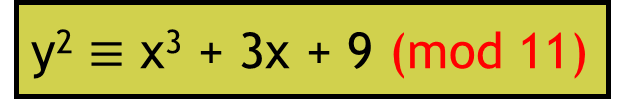 y² ≡ x³ + 3x + 9 (mod 11)